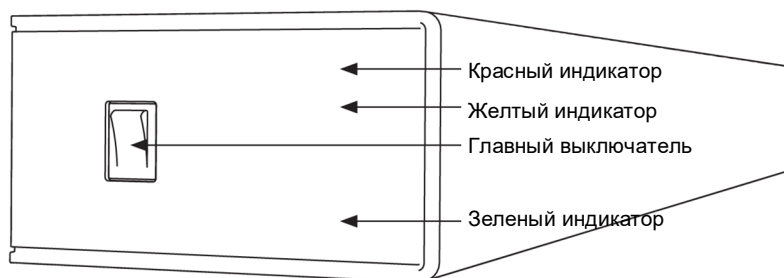 Красный индикатор
Желтый индикатор
Главный выключатель
Зеленый индикатор